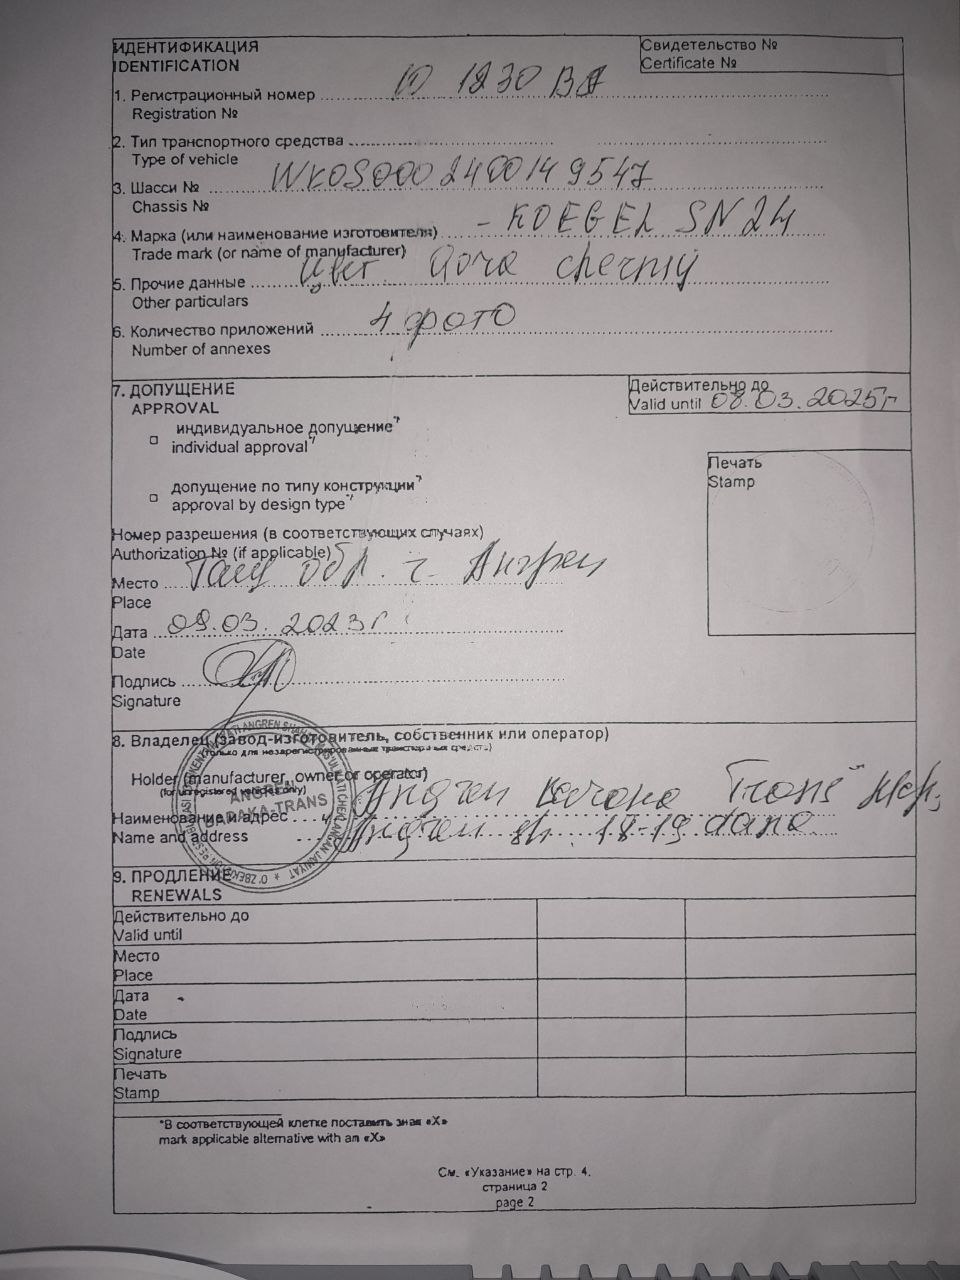 ИДЕНТИФИКАЦИЯ
IDENTIFICATION
Свидетельство №
Certificate №
1. Регистрационный номер 10 1230 BA
Registration №
2. Тип транспортного средства
Type of vehicle
3. Шасси № WK0S0002400149547
Chassis №
4. Марка (или наименование изготовителя) - KOEGEL SN24
Trade mark (or name of manufacturer)
5. Прочие данные Цвет Qora cherniy
Other particulars
6. Количество приложений 4 фото
Number of annexes
7. ДОПУЩЕНИЕ
APPROVAL
Действительно до
Valid until 08.03.2025г
индивидуальное допущение*⁾
individual approval*⁾
допущение по типу конструкции*⁾
approval by design type*⁾
Печать
Stamp
Номер разрешения (в соответствующих случаях)
Authorization № (if applicable)
Место Таш обл. г. Ангрен
Place
Дата 09.03.2023г
Date
Подпись
Signature
8. Владелец (завод-изготовитель, собственник или оператор)
(только для незарегистрированных транспортных средств)
Holder (manufacturer, owner or operator)
(for unregistered vehicles only)
ANGREN
TRANS
Наименование и адрес Angren Trans
Name and address Angren sh. 18-19 dana
9. ПРОДЛЕНИЕ
RENEWALS
Действительно до
Valid until
Место
Place
Дата
Date
Подпись
Signature
Печать
Stamp
*В соответствующей клетке поставить знак «X»
mark applicable alternative with an «X»
См. «Указание» на стр. 4.
страница 2
page 2